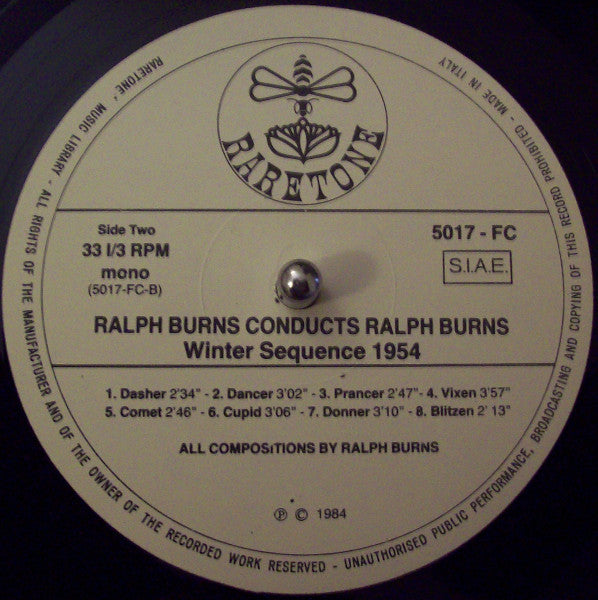 RARETONE
Side Two
33 I/3 RPM
mono
(5017-FC-B)
5017 - FC
S.I.A.E.
RALPH BURNS CONDUCTS RALPH BURNS
Winter Sequence 1954
1. Dasher 2'34" - 2. Dancer 3'02" - 3. Prancer 2'47" - 4. Vixen 3'57"
5. Comet 2'46" - 6. Cupid 3'06" - 7. Donner 3'10" - 8. Blitzen 2' 13"
ALL COMPOSiTIONS BY RALPH BURNS
℗ © 1984
RARETONE' MUSIC LIBRARY - ALL RIGHTS OF THE MANUFACTURER AND OF THE OWNER OF THE RECORDED WORK RESERVED - UNAUTHORISED PUBLIC PERFORMANCE, BROADCASTING AND COPYING OF THIS RECORD PROHIBITED - MADE IN ITALY